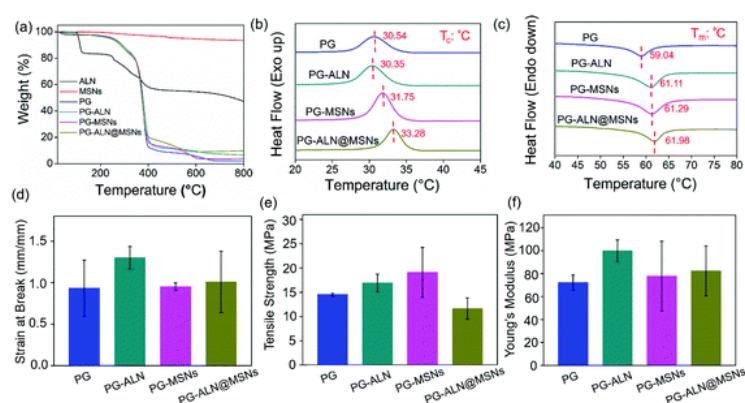 (a)
100
80
60
40
20
0
Weight (%)
ALN
MSNs
PG
PG-ALN
PG-MSNs
PG-ALN@MSNs
0 200 400 600 800
Temperature (°C)
(b)
Tc: °C
Heat Flow (Exo up)
PG
30.54
PG-ALN
30.35
PG-MSNs
31.75
PG-ALN@MSNs
33.28
20 25 30 35 40 45
Temperature (°C)
(c)
Tm: °C
Heat Flow (Endo down)
PG
59.04
PG-ALN
61.11
PG-MSNs
61.29
PG-ALN@MSNs
61.98
40 50 60 70 80
Temperature (°C)
(d)
Strain at Break (mm/mm)
1.5
1.0
0.5
0.0
PG
PG-ALN
PG-MSNs
PG-ALN@MSNs
(e)
Tensile Strength (MPa)
30
25
20
15
10
5
0
PG
PG-ALN
PG-MSNs
PG-ALN@MSNs
(f)
Young's Modulus (MPa)
120
100
80
60
40
20
0
PG
PG-ALN
PG-MSNs
PG-ALN@MSNs